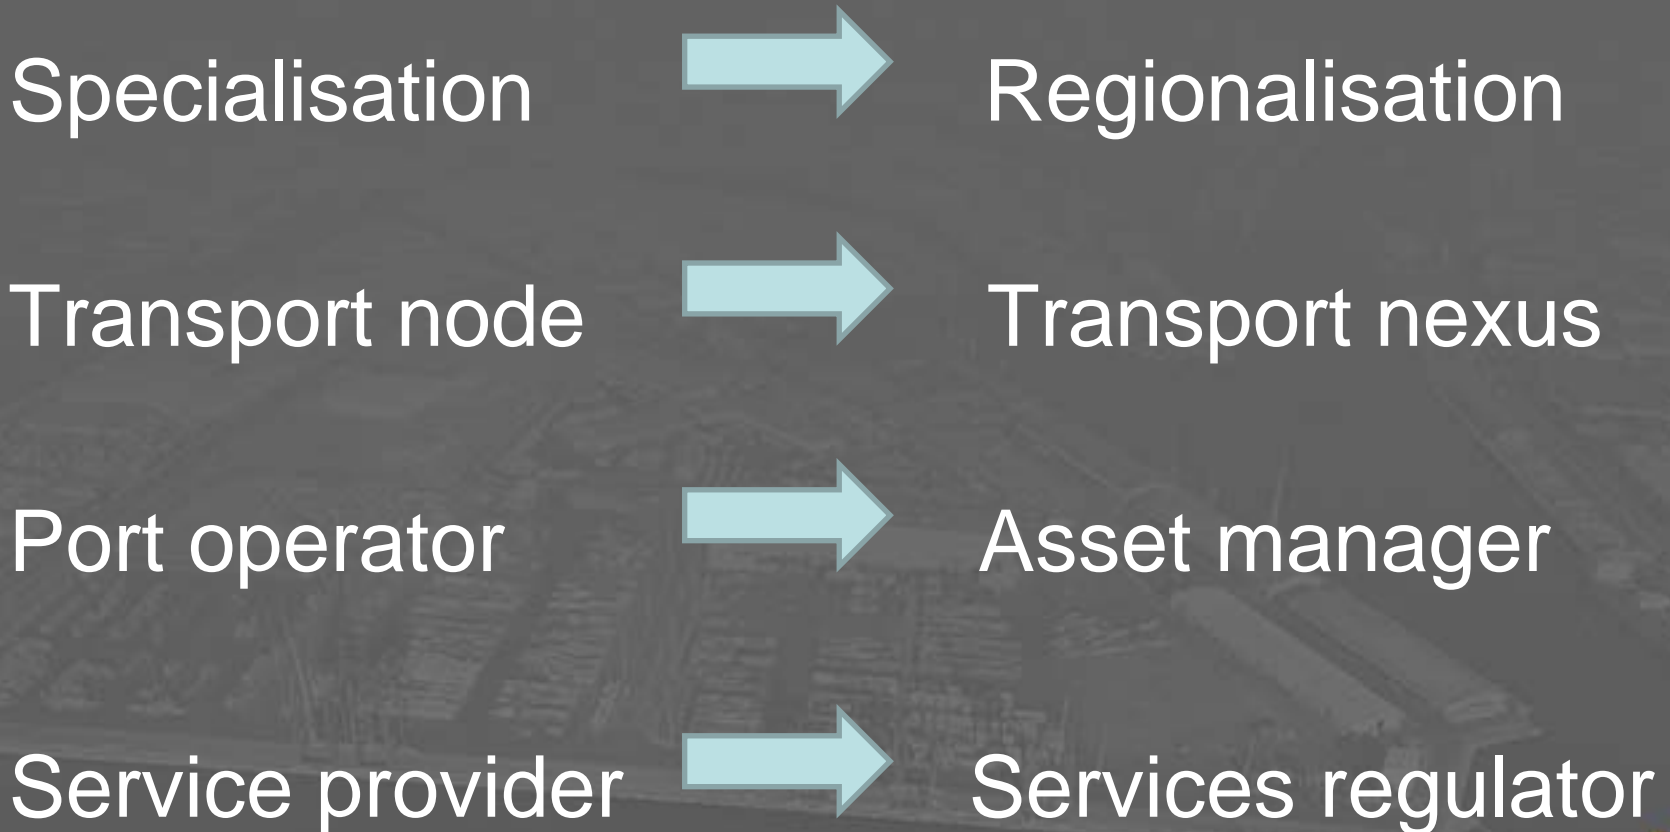 Specialisation Regionalisation
Transport node Transport nexus
Port operator Asset manager
Service provider Services regulator